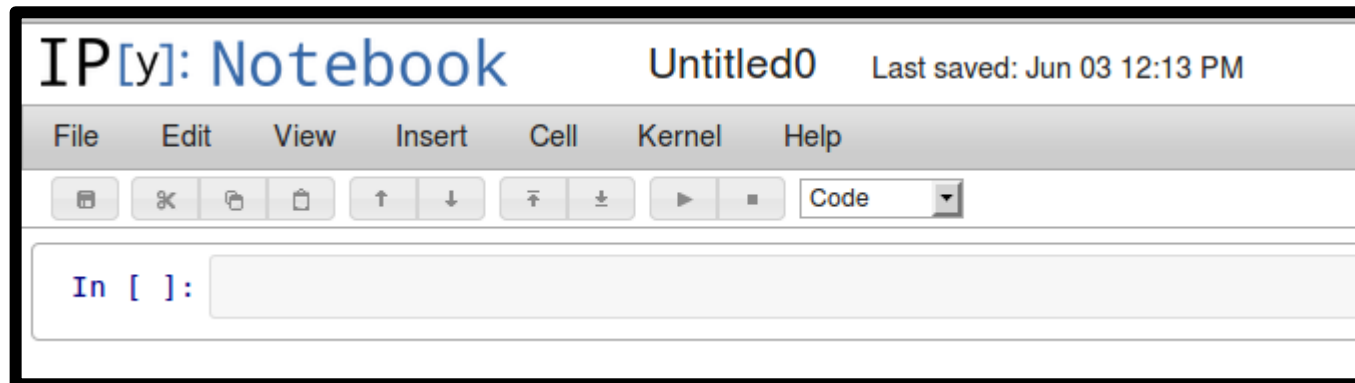 IP[y]: Notebook Untitled0 Last saved: Jun 03 12:13 PM
File Edit View Insert Cell Kernel Help
Code
In [ ]: